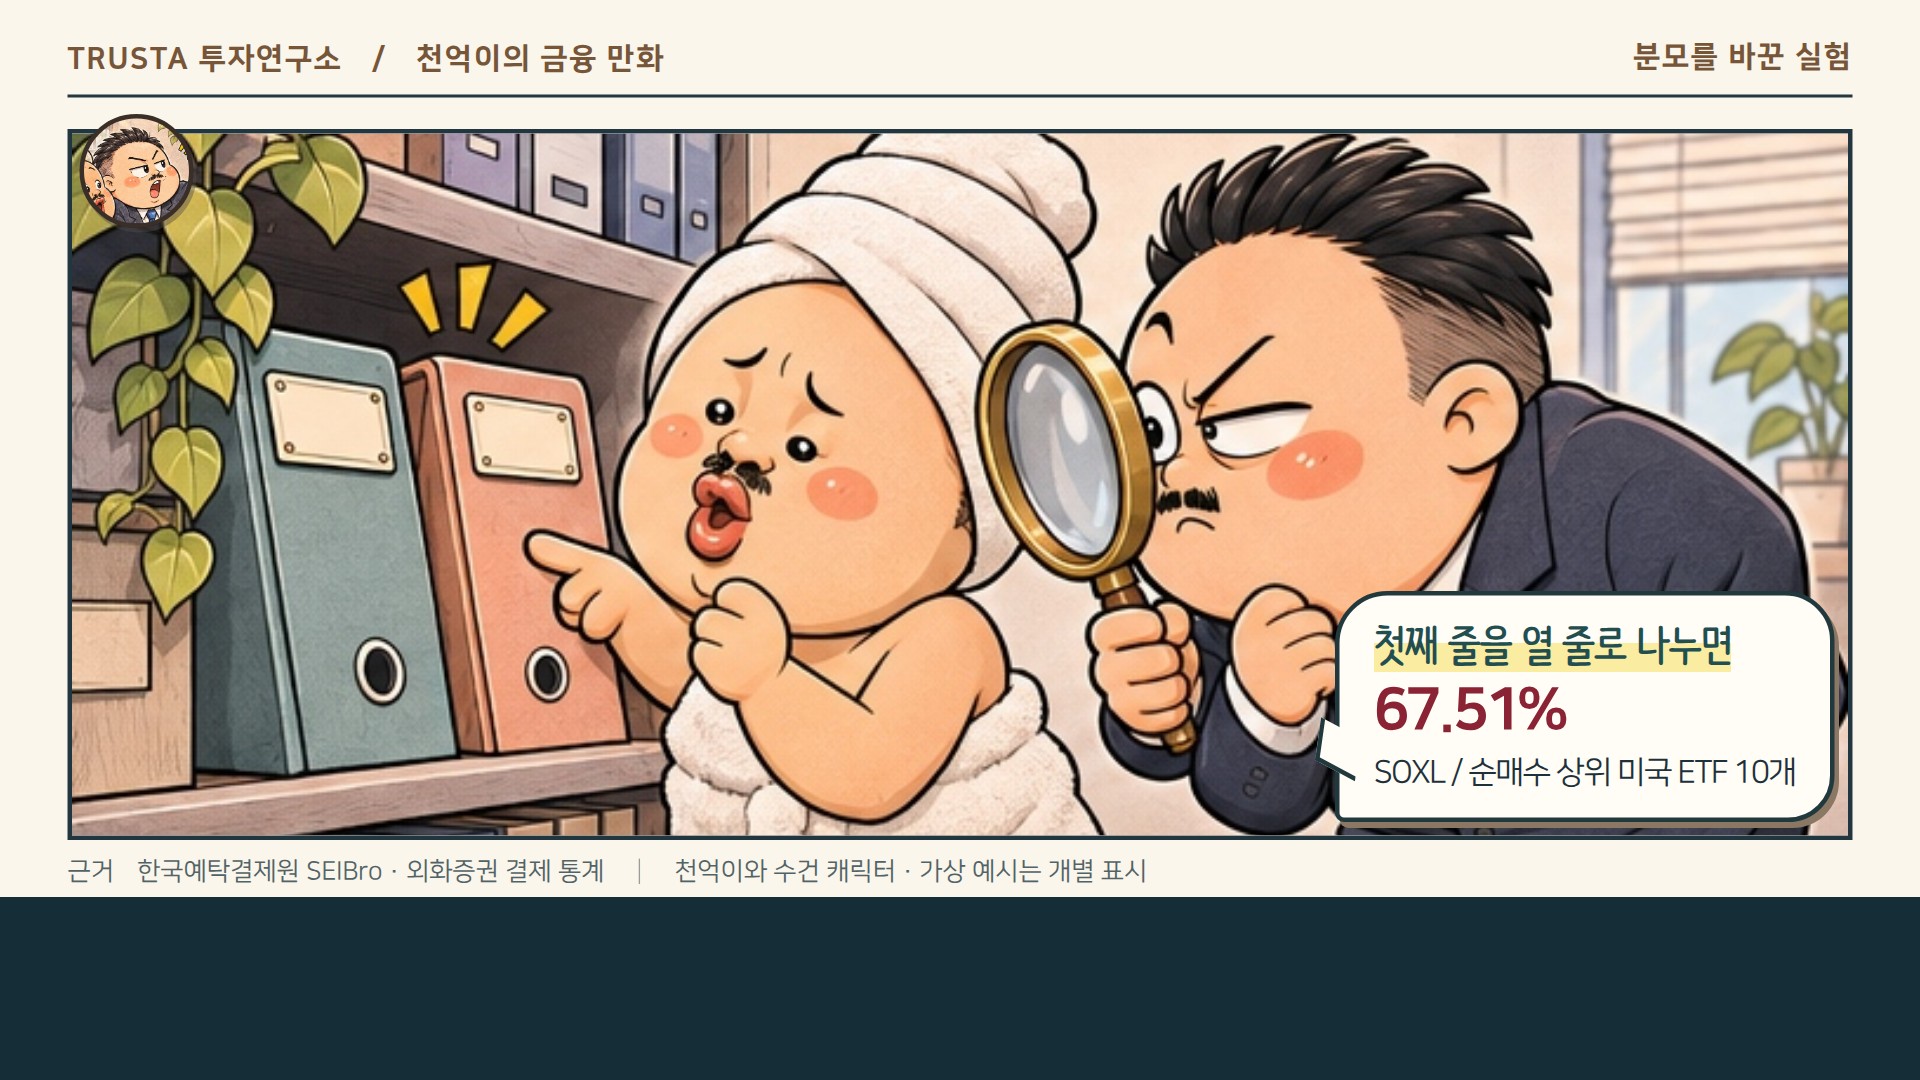 TRUSTA 투자연구소 / 천억이의 금융 만화
분모를 바꾼 실험
첫째 줄을 열 줄로 나누면
67.51%
SOXL / 순매수 상위 미국 ETF 10개
근거 한국예탁결제원 SEIBro · 외화증권 결제 통계 | 천억이와 수건 캐릭터 · 가상 예시는 개별 표시